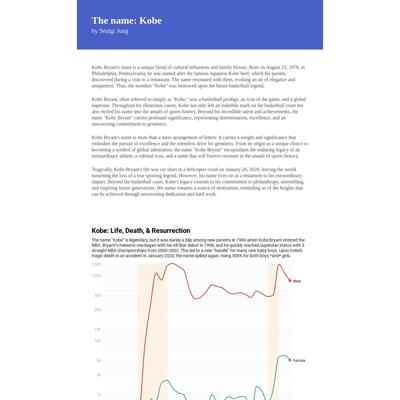 The name: Kobe
by Seulgi Jung
Kobe Bryant's name is a unique blend of cultural influences and family history. Born on August 23, 1978, in
Philadelphia, Pennsylvania, he was named after the famous Japanese Kobe beef, which his parents
discovered during a visit to a restaurant. The name resonated with them, evoking an air of elegance and
uniqueness. Thus, the moniker "Kobe" was bestowed upon the future basketball legend.
Kobe Bryant, often referred to simply as "Kobe," was a basketball prodigy, an icon of the game, and a global
superstar. Throughout his illustrious career, Kobe not only left an indelible mark on the basketball court but
also etched his name into the annals of sports history. Beyond his incredible talent and achievements, the
name "Kobe Bryant" carries profound significance, representing determination, excellence, and an
unwavering commitment to greatness.
Kobe Bryant's name is more than a mere arrangement of letters. It carries a weight and significance that
embodies the pursuit of excellence and the relentless drive for greatness. From its origin as a unique choice to
becoming a symbol of global admiration, the name "Kobe Bryant" encapsulates the enduring legacy of an
extraordinary athlete, a cultural icon, and a name that will forever resonate in the annals of sports history.
Tragically, Kobe Bryant's life was cut short in a helicopter crash on January 26, 2020, leaving the world
mourning the loss of a true sporting legend. However, his name lives on as a testament to his extraordinary
impact. Beyond the basketball court, Kobe's legacy extends to his commitment to philanthropy, storytelling,
and inspiring future generations. His name remains a source of motivation, reminding us of the heights that
can be achieved through unwavering dedication and hard work.
Kobe: Life, Death, & Resurrection
The name "Kobe" is legendary, but it was barely a blip among new parents in 1996 when Kobe Bryant entered the
NBA. Bryant's meteoric rise began with his All-Star debut in 1998, and he quickly reached superstar status with 3
straight NBA championships from 2000-2002. This led to a new "handle" for many new baby boys. Upon Kobe's
tragic death in an accident in January 2020, the name spiked again, rising 300% for both boys *and* girls.
Male
Female